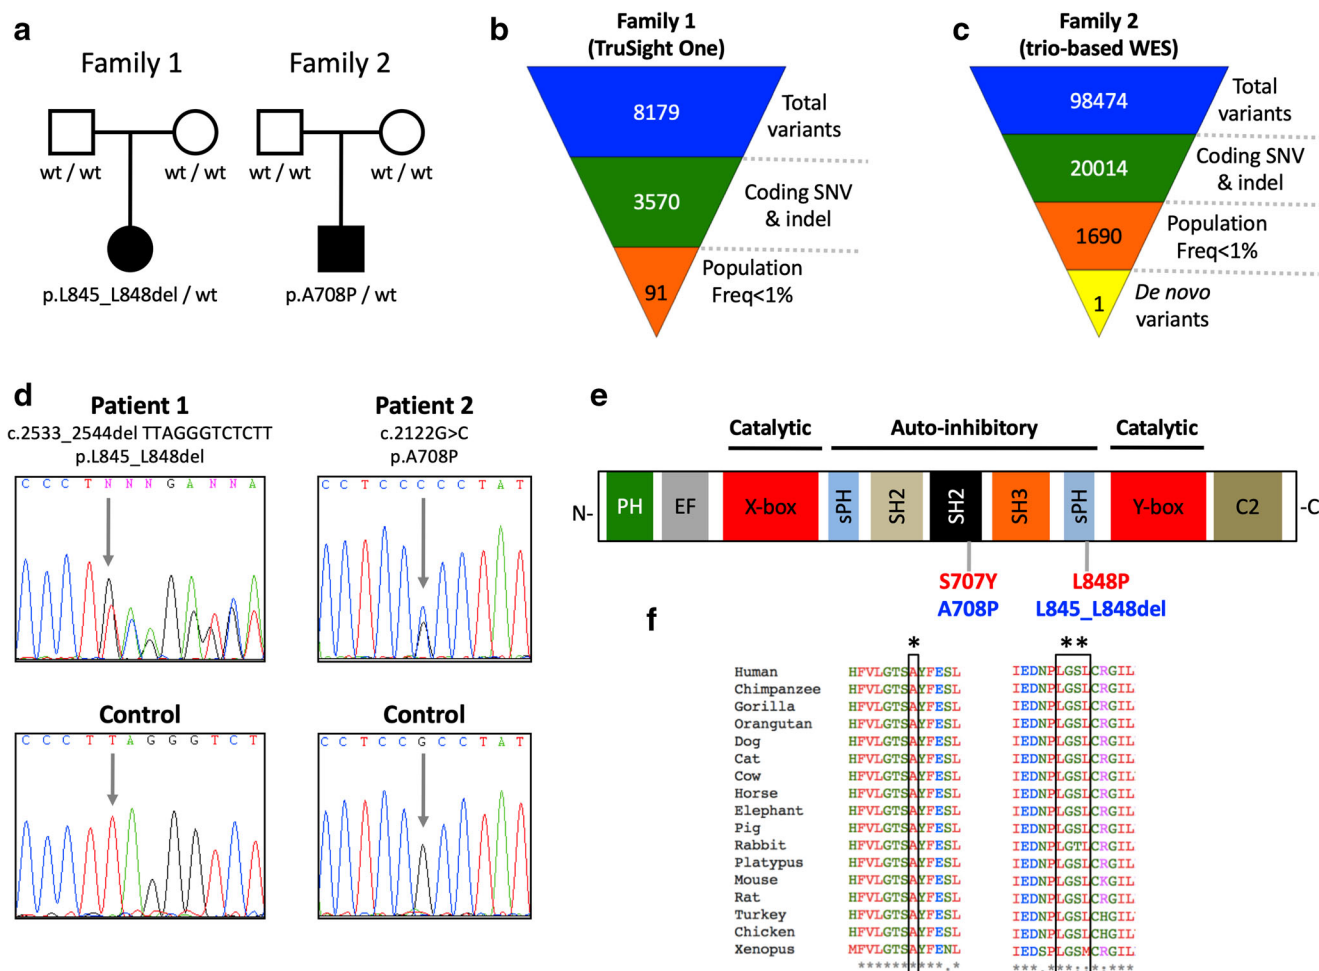 a
Family 1
Family 2
wt / wt
wt / wt
wt / wt
wt / wt
p.L845_L848del / wt
p.A708P / wt
b
Family 1
(TruSight One)
8179
Total
variants
3570
Coding SNV
& indel
91
Population
Freq<1%
c
Family 2
(trio-based WES)
98474
Total
variants
20014
Coding SNV
& indel
1690
Population
Freq<1%
1
De novo
variants
d
Patient 1
c.2533_2544del TTAGGGTCTCTT
p.L845_L848del
C C C T N N N G A N N A
Patient 2
c.2122G>C
p.A708P
C C T C C C C C T A T
Control
C C C T T A G G G T C T
Control
C C T C C G C C T A T
e
Catalytic
Auto-inhibitory
Catalytic
N-
PH
EF
X-box
sPH
SH2
SH2
SH3
sPH
Y-box
C2
-C
S707Y
A708P
L848P
L845_L848del
f
*
**
Human HFVLGTSAYFESL IEDNPLGSLCRGIL
Chimpanzee HFVLGTSAYFESL IEDNPLGSLCRGIL
Gorilla HFVLGTSAYFESL IEDNPLGSLCRGIL
Orangutan HFVLGTSAYFESL IEDNPLGSLCRGIL
Dog HFVLGTSAYFESL IEDNPLGSLCKGIL
Cat HFVLGTSAYFESL IEDNPLGSLCKGIL
Cow HFVLGTSAYFESL IEDNPLGSLCKGIL
Horse HFVLGTSAYFESL IEDNPLGSLCRGIL
Elephant HFVLGTSAYFESL IEDNPLGSLCKGIL
Pig HFVLGTSAYFESL IEDNPLGSLCRGIL
Rabbit HFVLGTSAYFESL IEDNPLGTLCRGIL
Platypus HFVLGTSAYFESL IEDNPLGSLCRGIL
Mouse HFVLGTSAYFESL IEDNPLGSLCKGIL
Rat HFVLGTSAYFESL IEDNPLGSLCRGIL
Turkey HFVLGTSAYFESL IEDNPLGSLCHGIL
Chicken HFVLGTSAYFESL IEDNPLGSLCHGIL
Xenopus MFVLGTSAYFENL IEDSPLGSMCRGIL
**********.* ***.***:*:***